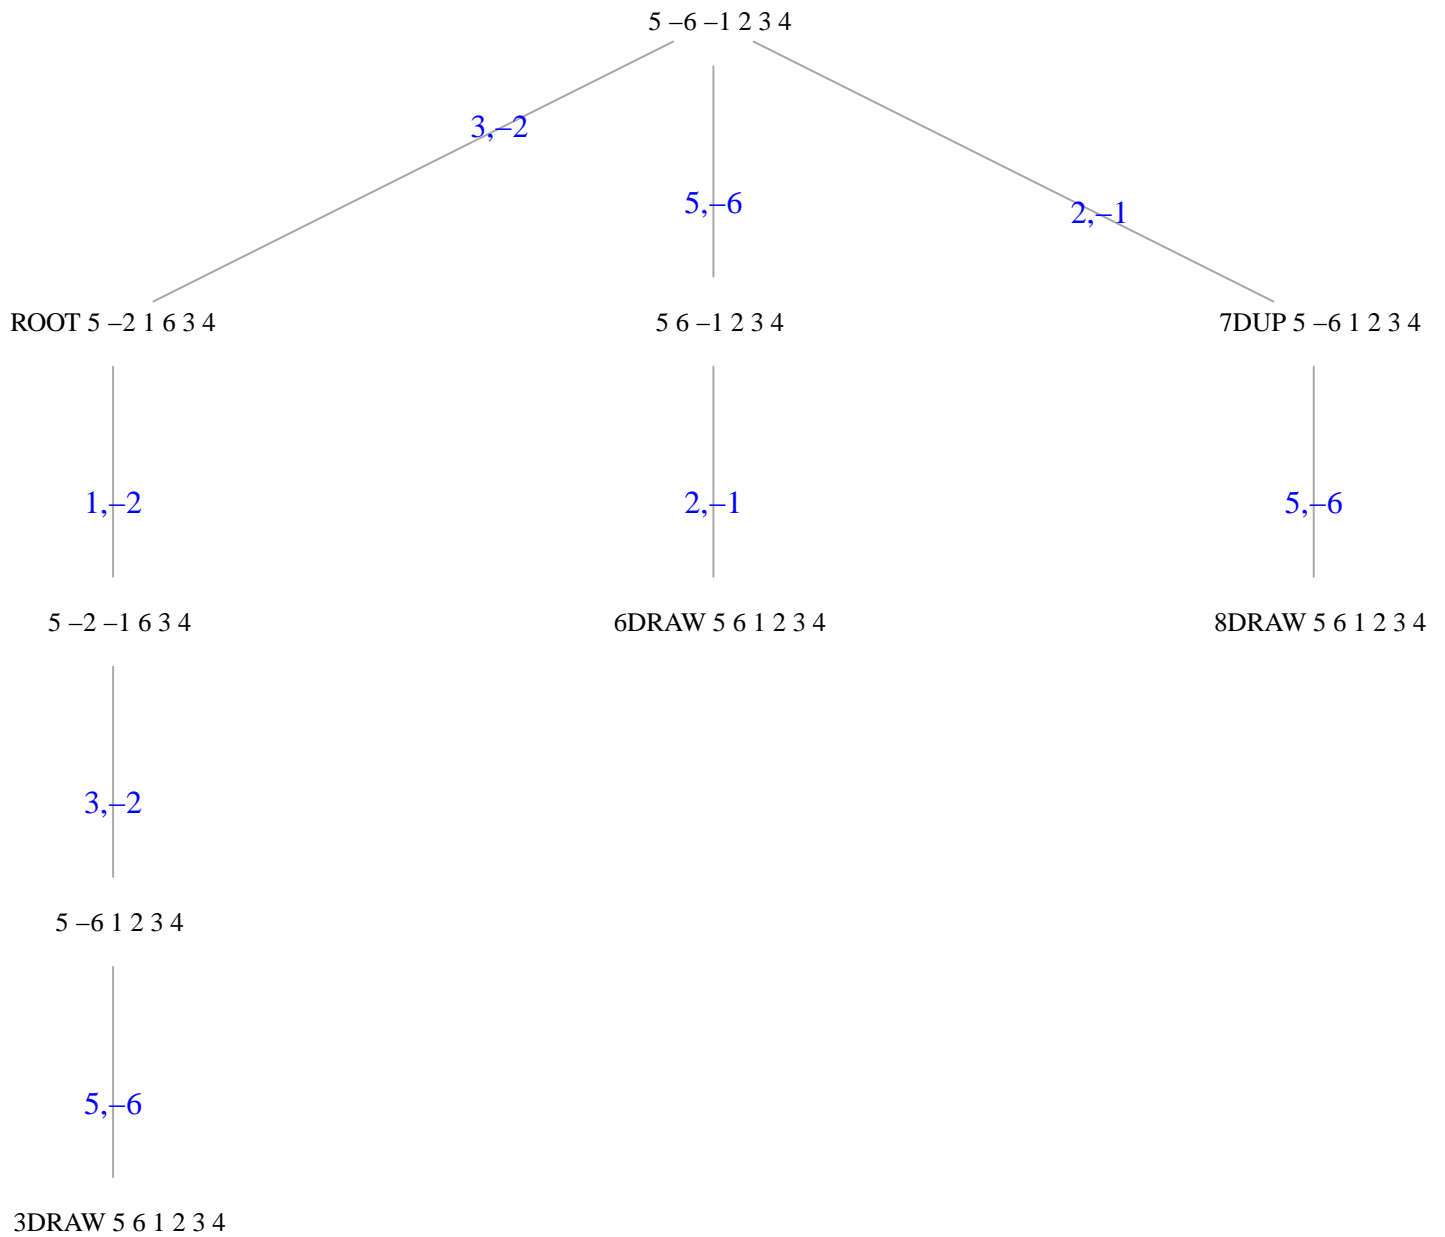 5 –6 –1 2 3 4
3,–2
5,–6
2,–1
ROOT 5 –2 1 6 3 4
5 6 –1 2 3 4
7DUP 5 –6 1 2 3 4
1,–2
2,–1
5,–6
5 –2 –1 6 3 4
6DRAW 5 6 1 2 3 4
8DRAW 5 6 1 2 3 4
3,–2
5 –6 1 2 3 4
5,–6
3DRAW 5 6 1 2 3 4